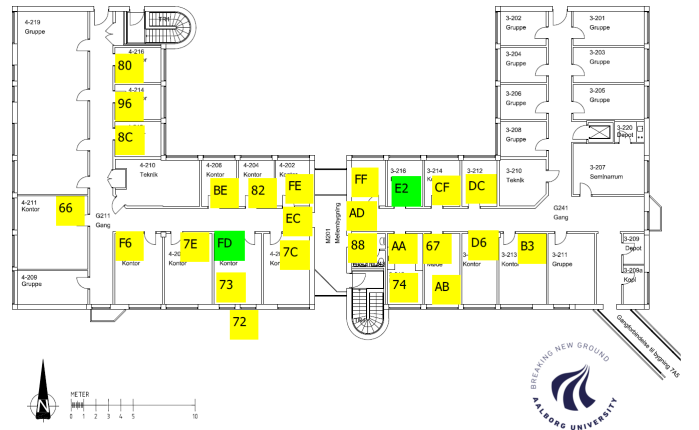 4-219
Gruppe
TRH
4-216
80
4-214
96
8C
3-202
Gruppe
3-201
Gruppe
3-204
Gruppe
3-203
Gruppe
3-206
Gruppe
3-205
Gruppe
3-208
Gruppe
3-220
Depot
4-210
Teknik
4-206
Kontor
BE
4-204
Kontor
82
4-202
Kontor
FE
FF
3-216
E2
3-214
CF
3-212
DC
3-210
Teknik
3-207
Seminarrum
4-211
Kontor
66
G211
Gang
EC
M201
Mellembygning
AD
G241
Gang
F6
Kontor
7E
Kontor
FD
Kontor
7C
Kontor
88
AA
67
D6
Kontor
B3
3-213
Kontor
3-211
Gruppe
3-209
Depot
3-209a
Kopi
4-209
Gruppe
73
72
74
AB
Gangforbindelse til bygning 7A5
N
METER
0 1 2 3 4 5 10
BREAKING NEW GROUND
AALBORG UNIVERSITY